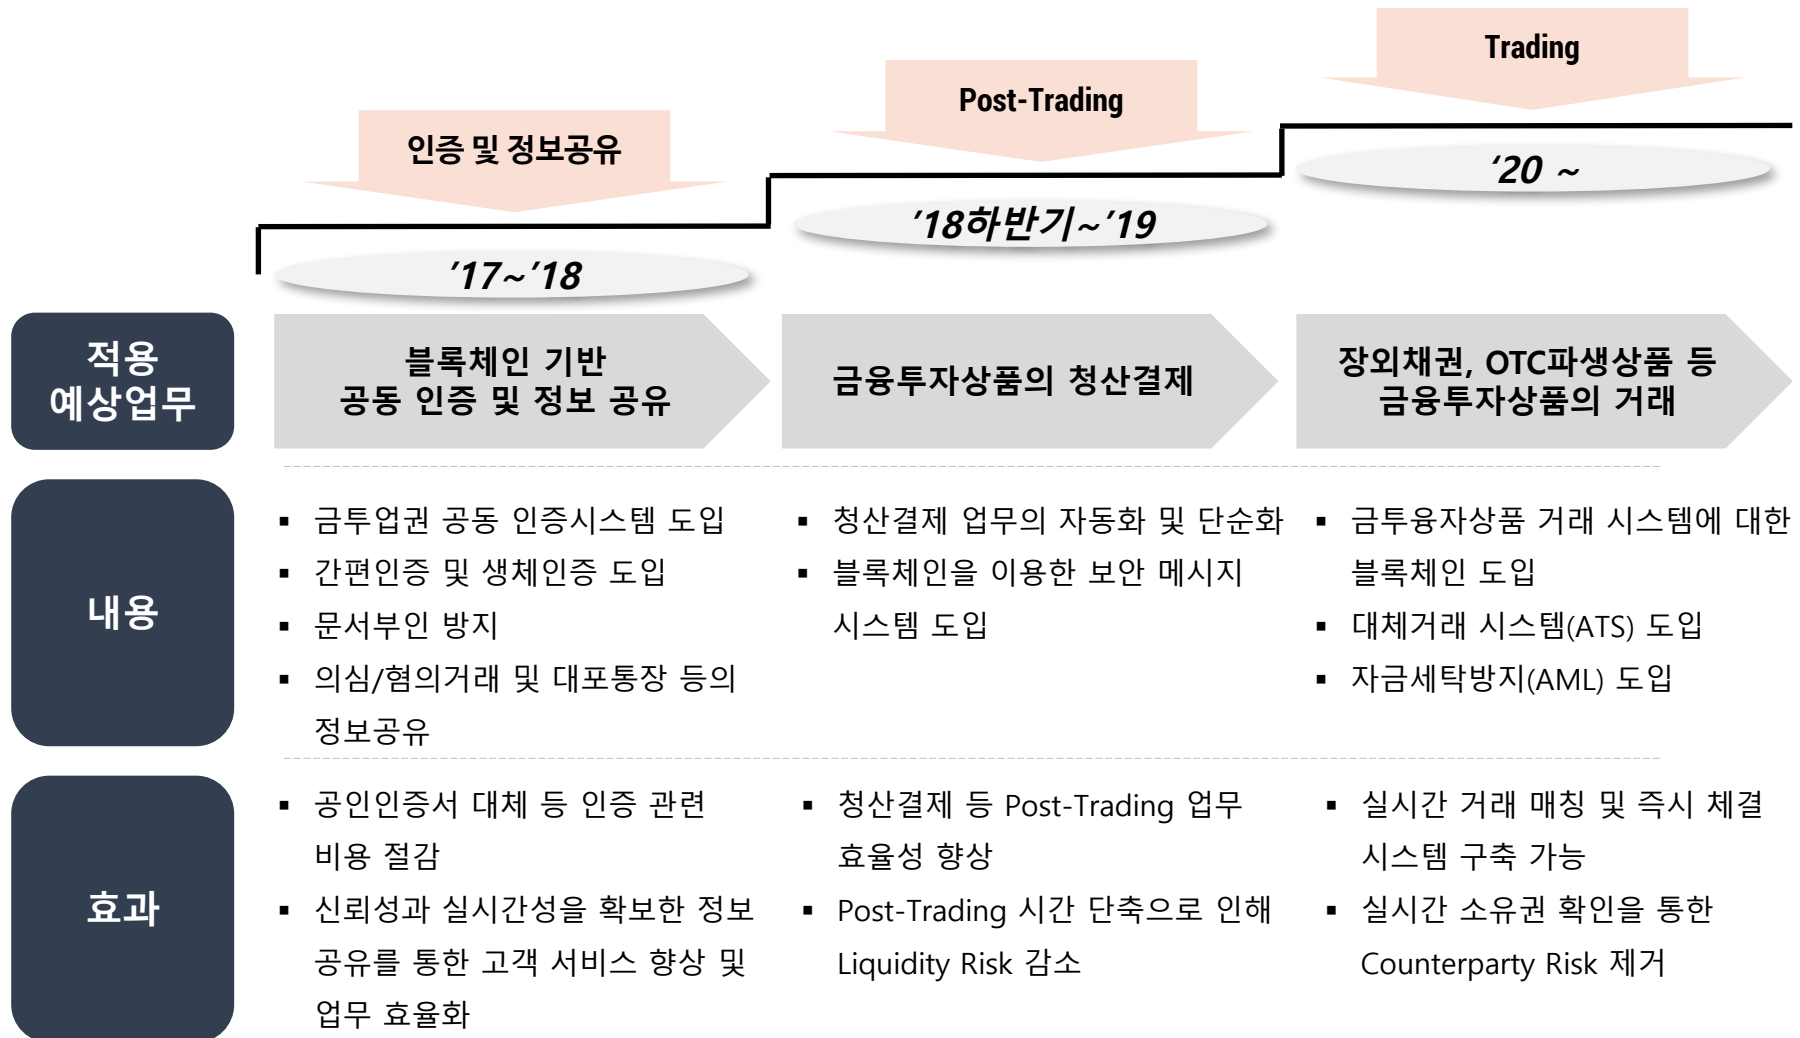 Trading
Post-Trading
인증 및 정보공유
‘20 ~
’18하반기~’19
’17~’18
적용
예상업무
블록체인 기반
공동 인증 및 정보 공유
금융투자상품의 청산결제
장외채권, OTC파생상품 등
금융투자상품의 거래
내용
▪ 금투업권 공동 인증시스템 도입
▪ 간편인증 및 생체인증 도입
▪ 문서부인 방지
▪ 의심/혐의거래 및 대포통장 등의
정보공유
▪ 청산결제 업무의 자동화 및 단순화
▪ 블록체인을 이용한 보안 메시지
시스템 도입
▪ 금투융자상품 거래 시스템에 대한
블록체인 도입
▪ 대체거래 시스템(ATS) 도입
▪ 자금세탁방지(AML) 도입
효과
▪ 공인인증서 대체 등 인증 관련
비용 절감
▪ 신뢰성과 실시간성을 확보한 정보
공유를 통한 고객 서비스 향상 및
업무 효율화
▪ 청산결제 등 Post-Trading 업무
효율성 향상
▪ Post-Trading 시간 단축으로 인해
Liquidity Risk 감소
▪ 실시간 거래 매칭 및 즉시 체결
시스템 구축 가능
▪ 실시간 소유권 확인을 통한
Counterparty Risk 제거